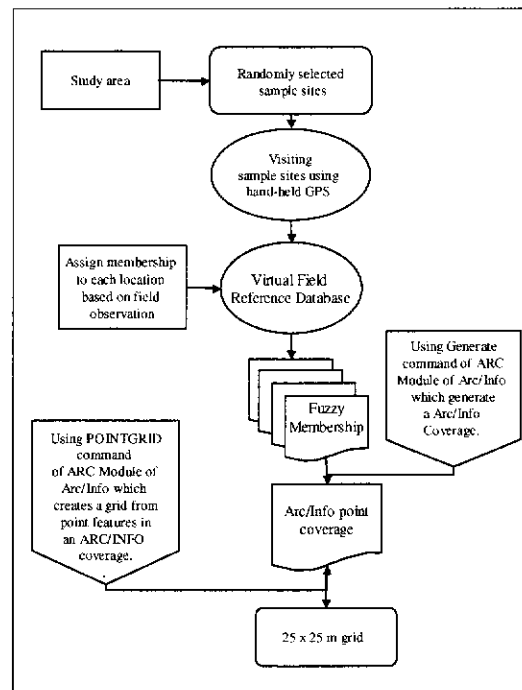 Study area
Randomly selected
sample sites
Visiting
sample sites using
hand-held GPS
Assign membership
to each location
based on field
observation
Virtual Field
Reference Database
Using Generate
command of ARC
Module of Arc/Info
which generate
a Arc/Info
Coverage.
Fuzzy
Membership
Using POINTGRID
command
of ARC Module of
Arc/Info which
creates a grid from
point features in
an ARC/INFO
coverage.
Arc/Info point
coverage
25 x 25 m grid